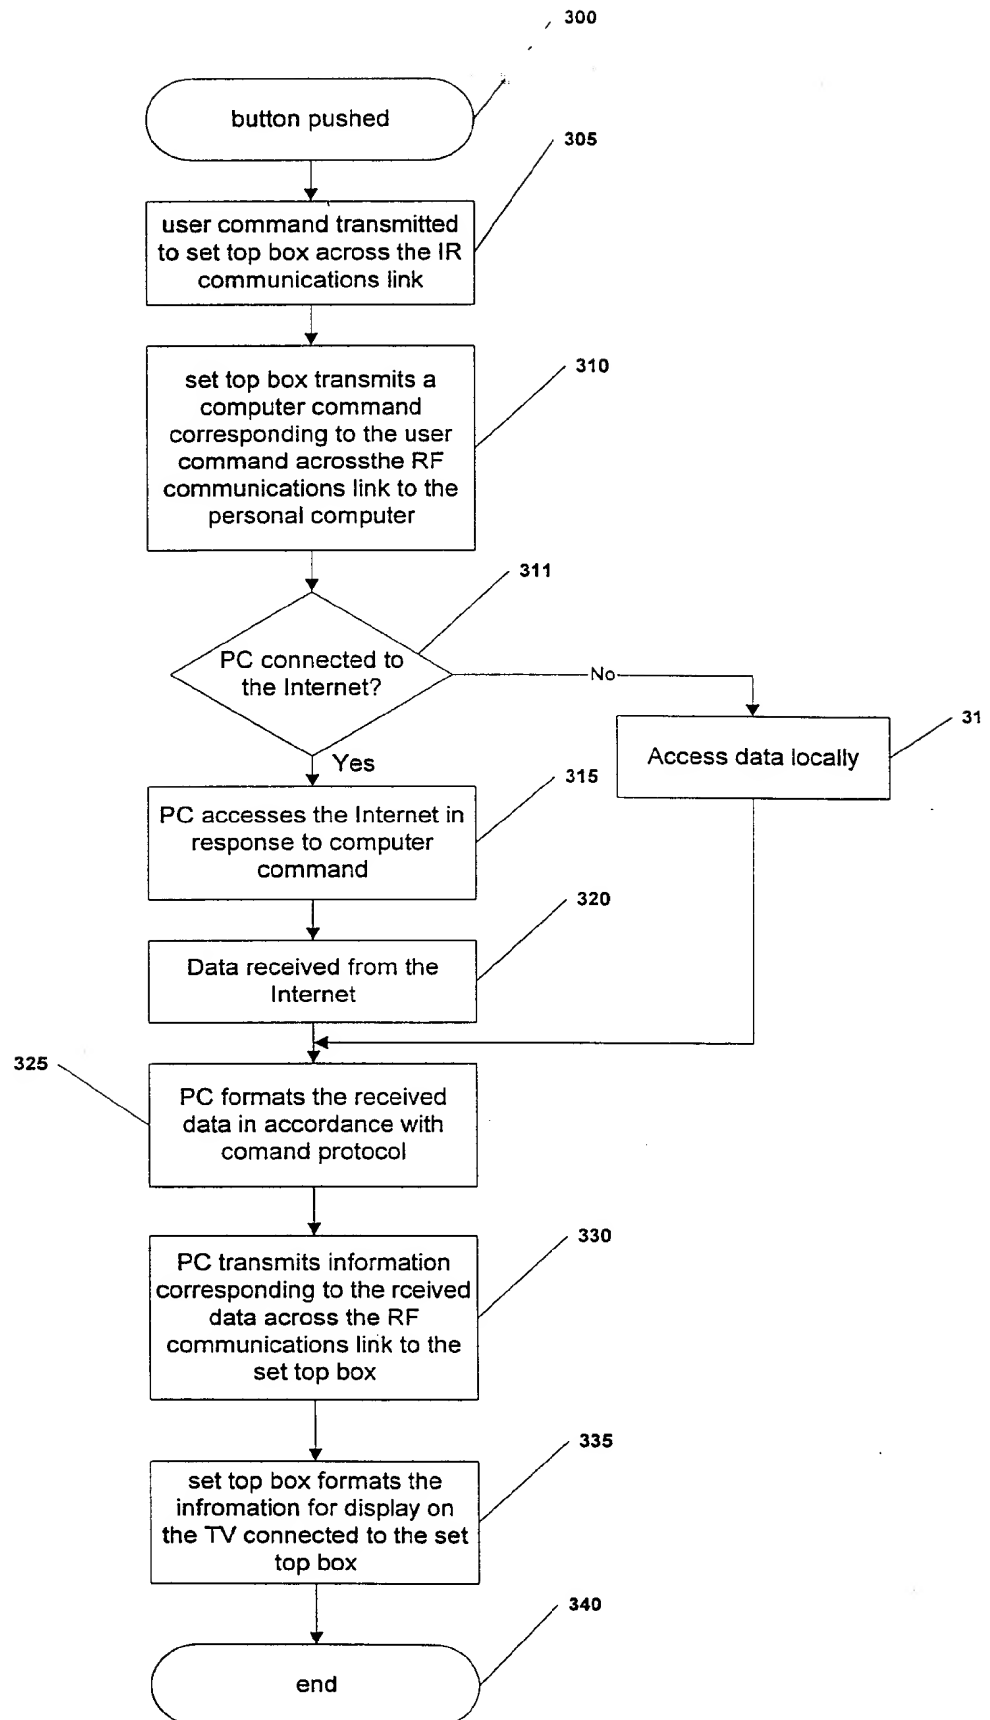 300
button pushed
305
user command transmitted
to set top box across the IR
communications link
310
set top box transmits a
computer command
corresponding to the user
command acrossthe RF
communications link to the
personal computer
311
PC connected to
the Internet?
No
31
Access data locally
Yes
315
PC accesses the Internet in
response to computer
command
320
Data received from the
Internet
325
PC formats the received
data in accordance with
comand protocol
330
PC transmits information
corresponding to the rceived
data across the RF
communications link to the
set top box
335
set top box formats the
infromation for display on
the TV connected to the set
top box
340
end